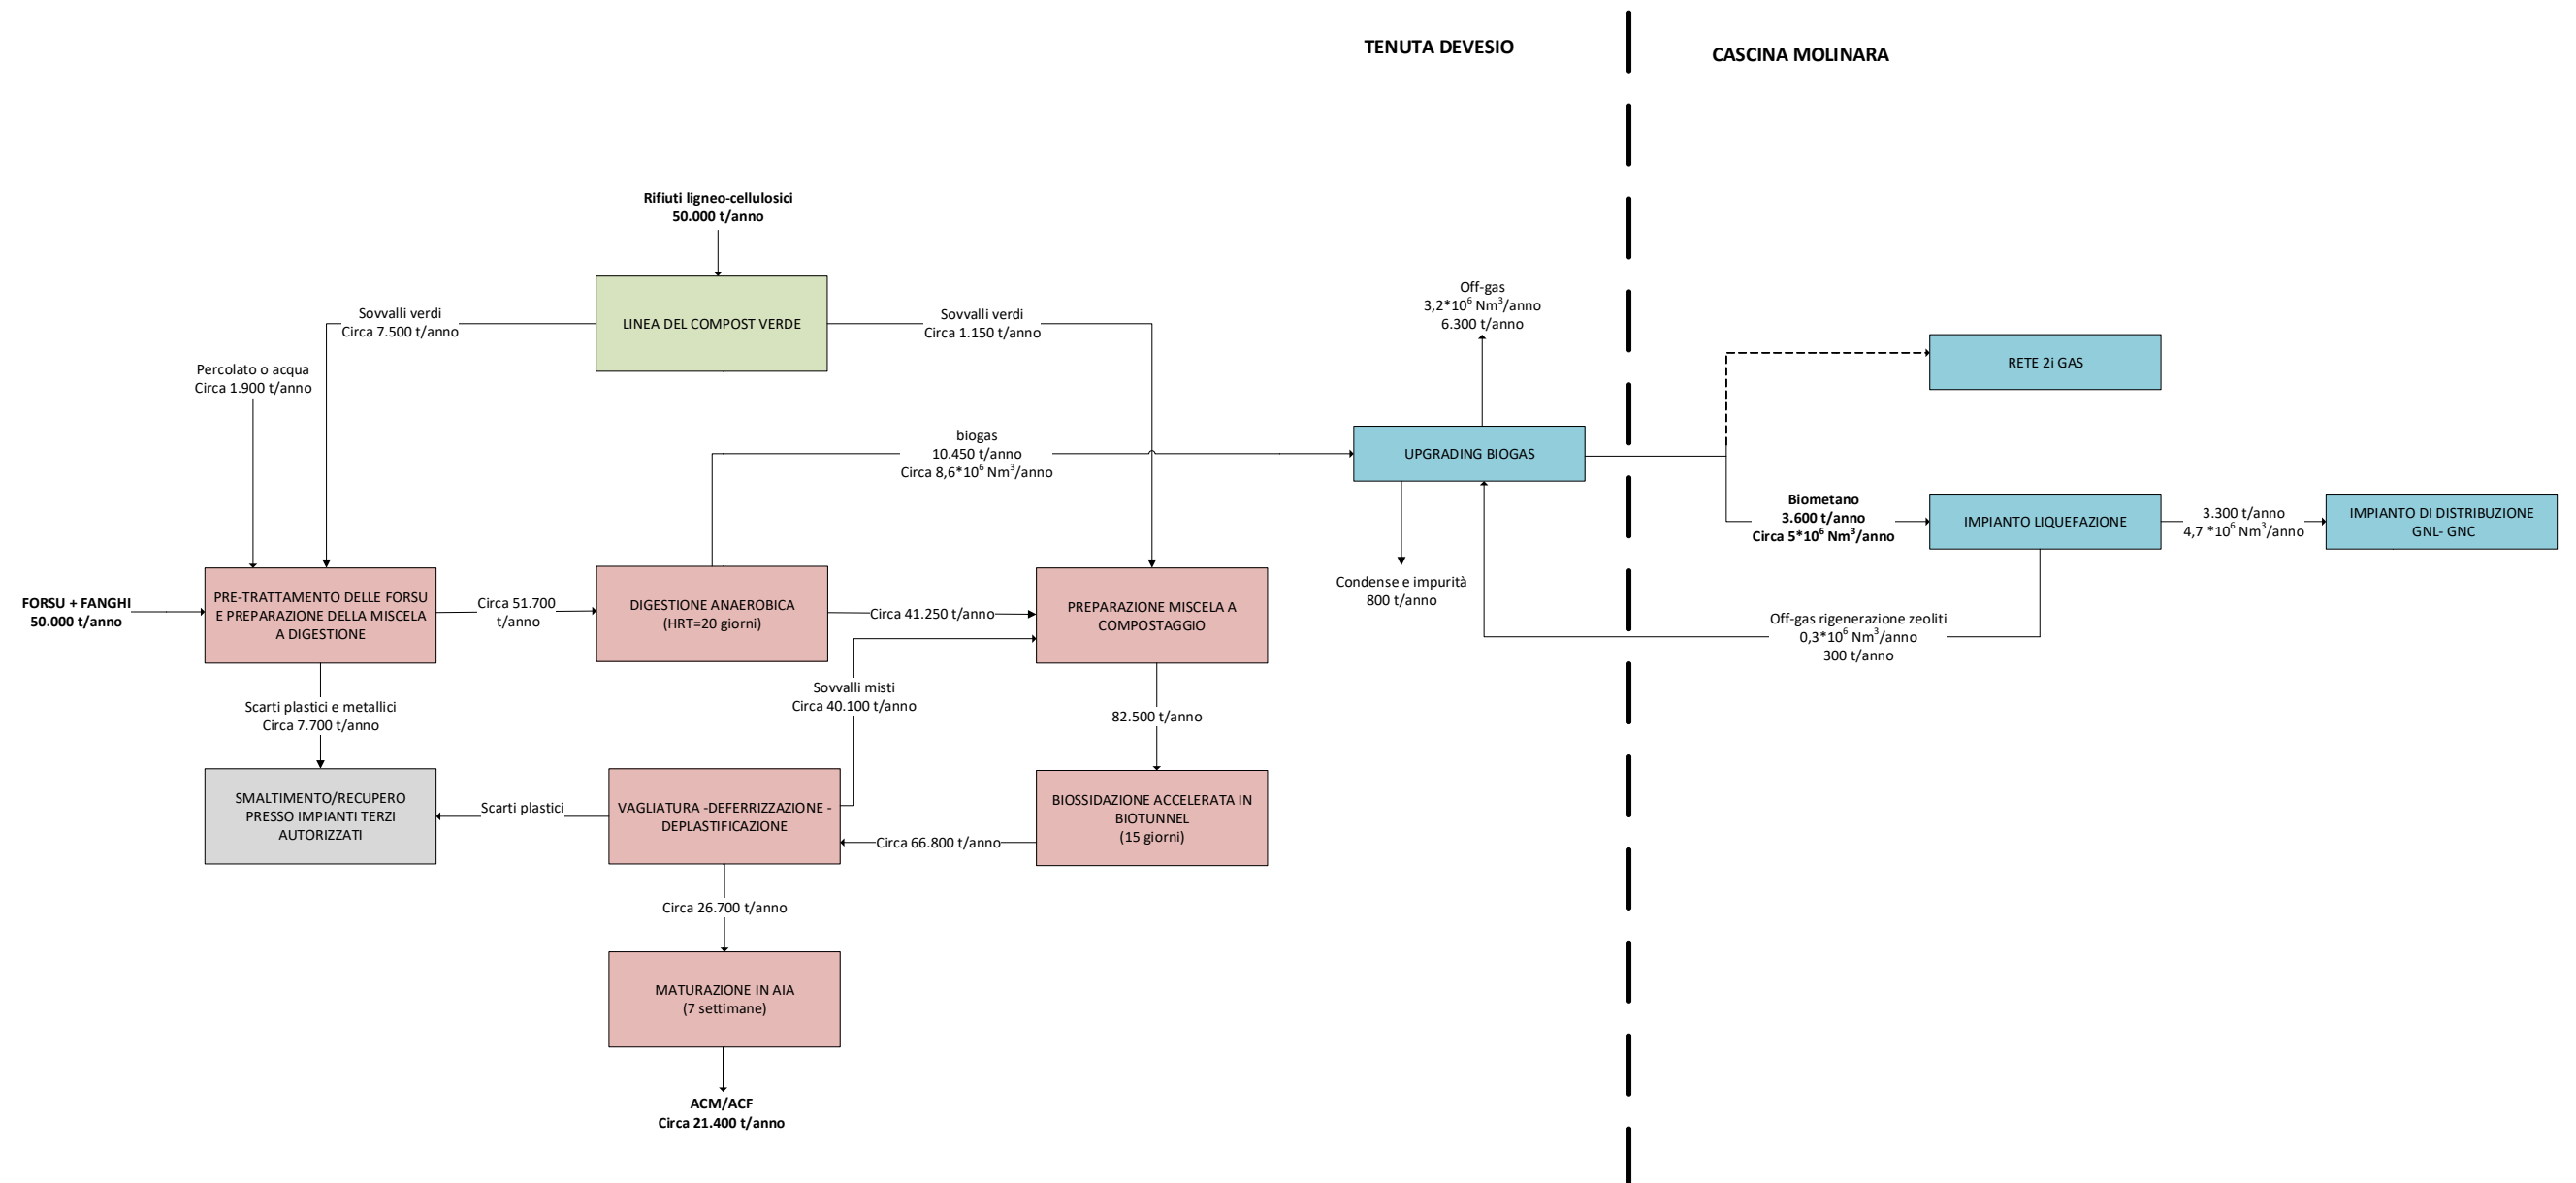 TENUTA DEVESIO
CASCINA MOLINARA
Rifiuti ligneo-cellulosici
50.000 t/anno
LINEA DEL COMPOST VERDE
Sovvalli verdi
Circa 7.500 t/anno
Sovvalli verdi
Circa 1.150 t/anno
Percolato o acqua
Circa 1.900 t/anno
Off-gas
3,2*10⁶ Nm³/anno
6.300 t/anno
RETE 2i GAS
biogas
10.450 t/anno
Circa 8,6*10⁶ Nm³/anno
UPGRADING BIOGAS
Biometano
3.600 t/anno
Circa 5*10⁶ Nm³/anno
IMPIANTO LIQUEFAZIONE
3.300 t/anno
4,7 *10⁶ Nm³/anno
IMPIANTO DI DISTRIBUZIONE
GNL- GNC
Condense e impurità
800 t/anno
Off-gas rigenerazione zeoliti
0,3*10⁶ Nm³/anno
300 t/anno
FORSU + FANGHI
50.000 t/anno
PRE-TRATTAMENTO DELLE FORSU
E PREPARAZIONE DELLA MISCELA
A DIGESTIONE
Circa 51.700
t/anno
DIGESTIONE ANAEROBICA
(HRT=20 giorni)
Circa 41.250 t/anno
PREPARAZIONE MISCELA A
COMPOSTAGGIO
Scarti plastici e metallici
Circa 7.700 t/anno
Sovvalli misti
Circa 40.100 t/anno
82.500 t/anno
SMALTIMENTO/RECUPERO
PRESSO IMPIANTI TERZI
AUTORIZZATI
Scarti plastici
VAGLIATURA -DEFERRIZZAZIONE -
DEPLASTIFICAZIONE
Circa 66.800 t/anno
BIOSSIDAZIONE ACCELERATA IN
BIOTUNNEL
(15 giorni)
Circa 26.700 t/anno
MATURAZIONE IN AIA
(7 settimane)
ACM/ACF
Circa 21.400 t/anno